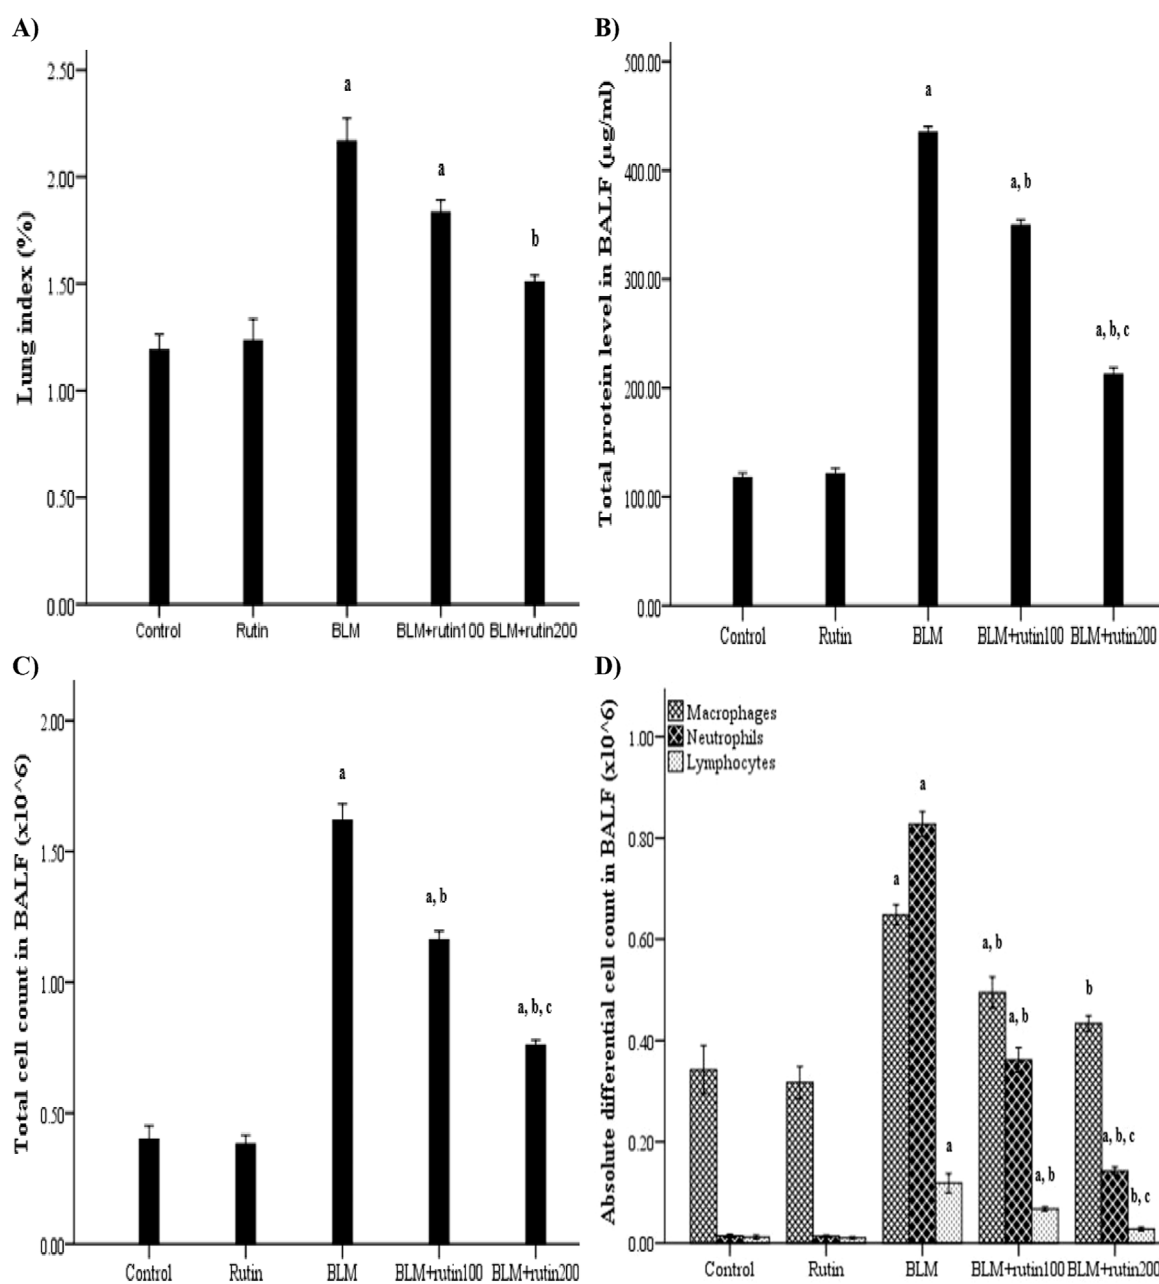 A)
Lung index (%)
2.50
2.00
1.50
1.00
0.50
0.00
a
a
b
Control Rutin BLM BLM+rutin100 BLM+rutin200
B)
Total protein level in BALF (µg/ml)
500.00
400.00
300.00
200.00
100.00
0.00
a
a, b
a, b, c
Control Rutin BLM BLM+rutin100 BLM+rutin200
C)
Total cell count in BALF (x10^6)
2.00
1.50
1.00
0.50
0.00
a
a, b
a, b, c
Control Rutin BLM BLM+rutin100 BLM+rutin200
D)
Absolute differential cell count in BALF (x10^6)
Macrophages
Neutrophils
Lymphocytes
1.00
0.80
0.60
0.40
0.20
0.00
a
a
a
a, b
a, b
a, b
b
a, b, c
b, c
Control Rutin BLM BLM+rutin100 BLM+rutin200